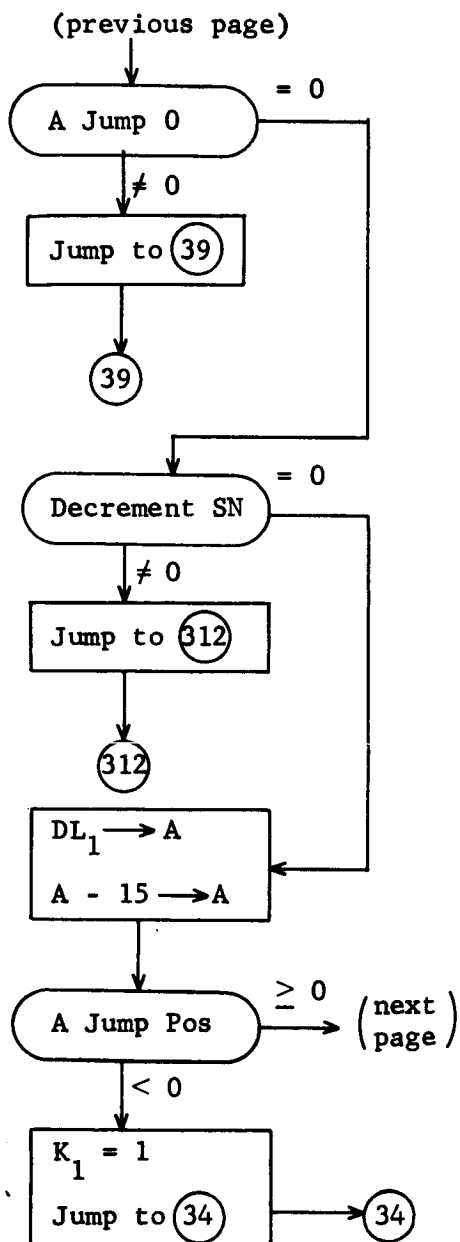 (previous page)
= 0
A Jump 0
≠ 0
Jump to 39
39
= 0
Decrement SN
≠ 0
Jump to 312
312
DL₁ → A
A - 15 → A
≥ 0
A Jump Pos
(next
page)
< 0
K₁ = 1
Jump to 34
34